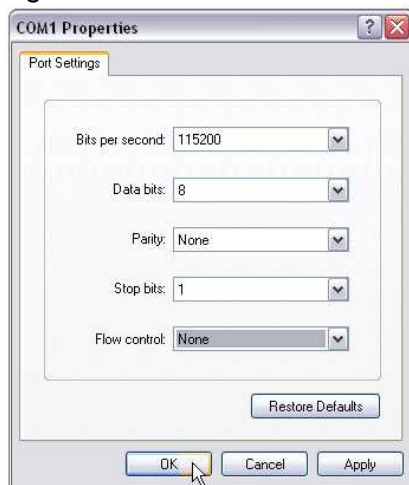 COM1 Properties
Port Settings
Bits per second: 115200
Data bits: 8
Parity: None
Stop bits: 1
Flow control: None
Restore Defaults
OK Cancel Apply